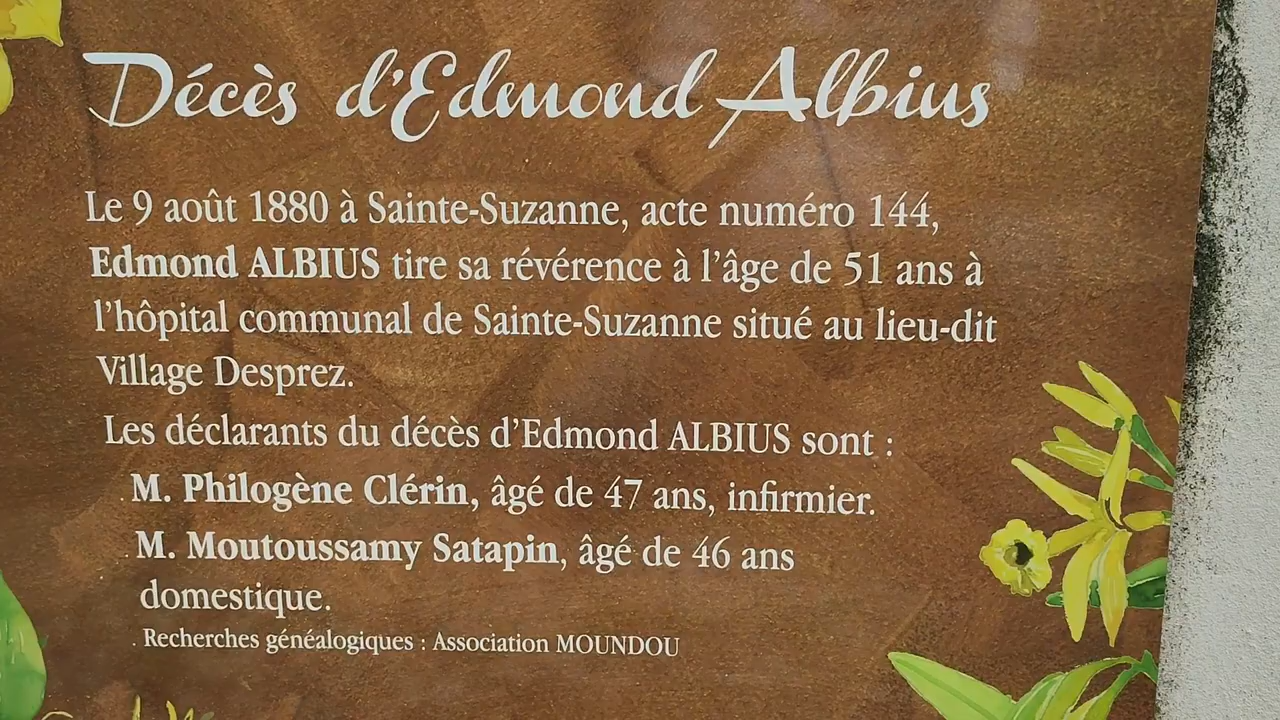 Décès d'Edmond Albius
Le 9 août 1880 à Sainte-Suzanne, acte numéro 144,
Edmond ALBIUS tire sa révérence à l'âge de 51 ans à
l'hôpital communal de Sainte-Suzanne situé au lieu-dit
Village Desprez.
Les déclarants du décès d'Edmond ALBIUS sont :
. M. Philogène Clérin, âgé de 47 ans, infirmier.
. M. Moutoussamy Satapin, âgé de 46 ans
domestique.
. Recherches généalogiques : Association MOUNDOU